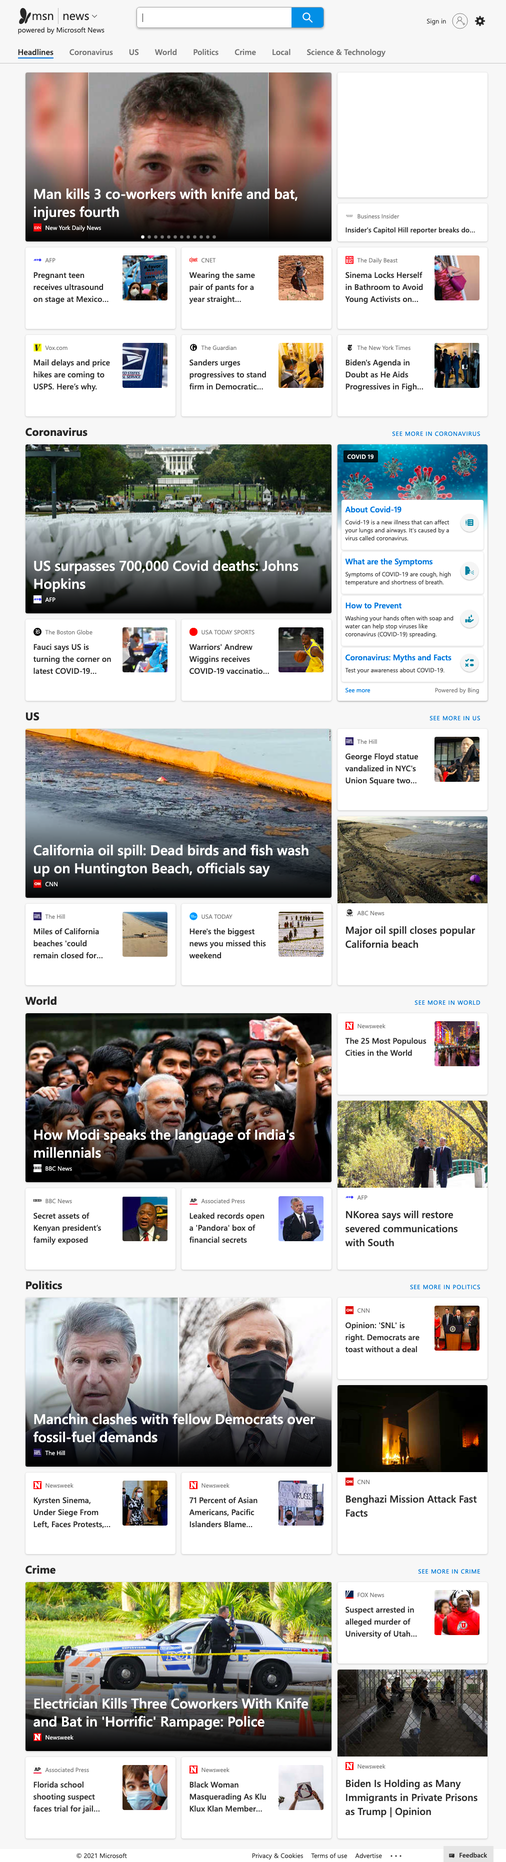 msn news
powered by Microsoft News
Sign in
Headlines Coronavirus US World Politics Crime Local Science & Technology
Man kills 3 co-workers with knife and bat,
injures fourth
New York Daily News
Business Insider
Insider's Capitol Hill reporter breaks do...
AFP
Pregnant teen
receives ultrasound
on stage at Mexico...
CNET
Wearing the same
pair of pants for a
year straight...
The Daily Beast
Sinema Locks Herself
in Bathroom to Avoid
Young Activists on...
Vox.com
Mail delays and price
hikes are coming to
USPS. Here's why.
The Guardian
Sanders urges
progressives to stand
firm in Democratic...
The New York Times
Biden's Agenda in
Doubt as He Aids
Progressives in Figh...
Coronavirus
SEE MORE IN CORONAVIRUS
US surpasses 700,000 Covid deaths: Johns
Hopkins
AFP
COVID 19
About Covid-19
Covid-19 is a new illness that can affect
your lungs and airways. It's caused by a
virus called coronavirus.
What are the Symptoms
Symptoms of COVID-19 are cough, high
temperature and shortness of breath.
How to Prevent
Washing your hands often with soap and
water can help stop viruses like
coronavirus (COVID-19) spreading.
Coronavirus: Myths and Facts
Test your awareness about COVID-19.
See more
Powered by Bing
The Boston Globe
Fauci says US is
turning the corner on
latest COVID-19...
USA TODAY SPORTS
Warriors' Andrew
Wiggins receives
COVID-19 vaccinatio...
US
SEE MORE IN US
California oil spill: Dead birds and fish wash
up on Huntington Beach, officials say
CNN
The Hill
George Floyd statue
vandalized in NYC's
Union Square two...
ABC News
Major oil spill closes popular
California beach
The Hill
Miles of California
beaches 'could
remain closed for...
USA TODAY
Here's the biggest
news you missed this
weekend
World
SEE MORE IN WORLD
How Modi speaks the language of India's
millennials
BBC News
Newsweek
The 25 Most Populous
Cities in the World
AFP
NKorea says will restore
severed communications
with South
BBC News
Secret assets of
Kenyan president's
family exposed
Associated Press
Leaked records open
a 'Pandora' box of
financial secrets
Politics
SEE MORE IN POLITICS
Manchin clashes with fellow Democrats over
fossil-fuel demands
The Hill
CNN
Opinion: 'SNL' is
right. Democrats are
toast without a deal
CNN
Benghazi Mission Attack Fast
Facts
Newsweek
Kyrsten Sinema,
Under Siege From
Left, Faces Protests,...
Newsweek
71 Percent of Asian
Americans, Pacific
Islanders Blame...
Crime
SEE MORE IN CRIME
Electrician Kills Three Coworkers With Knife
and Bat in 'Horrific' Rampage: Police
Newsweek
FOX News
Suspect arrested in
alleged murder of
University of Utah...
Newsweek
Biden Is Holding as Many
Immigrants in Private Prisons
as Trump | Opinion
Associated Press
Florida school
shooting suspect
faces trial for jail...
Newsweek
Black Woman
Masquerading As Klu
Klux Klan Member...
© 2021 Microsoft
Privacy & Cookies Terms of use Advertise ...
Feedback